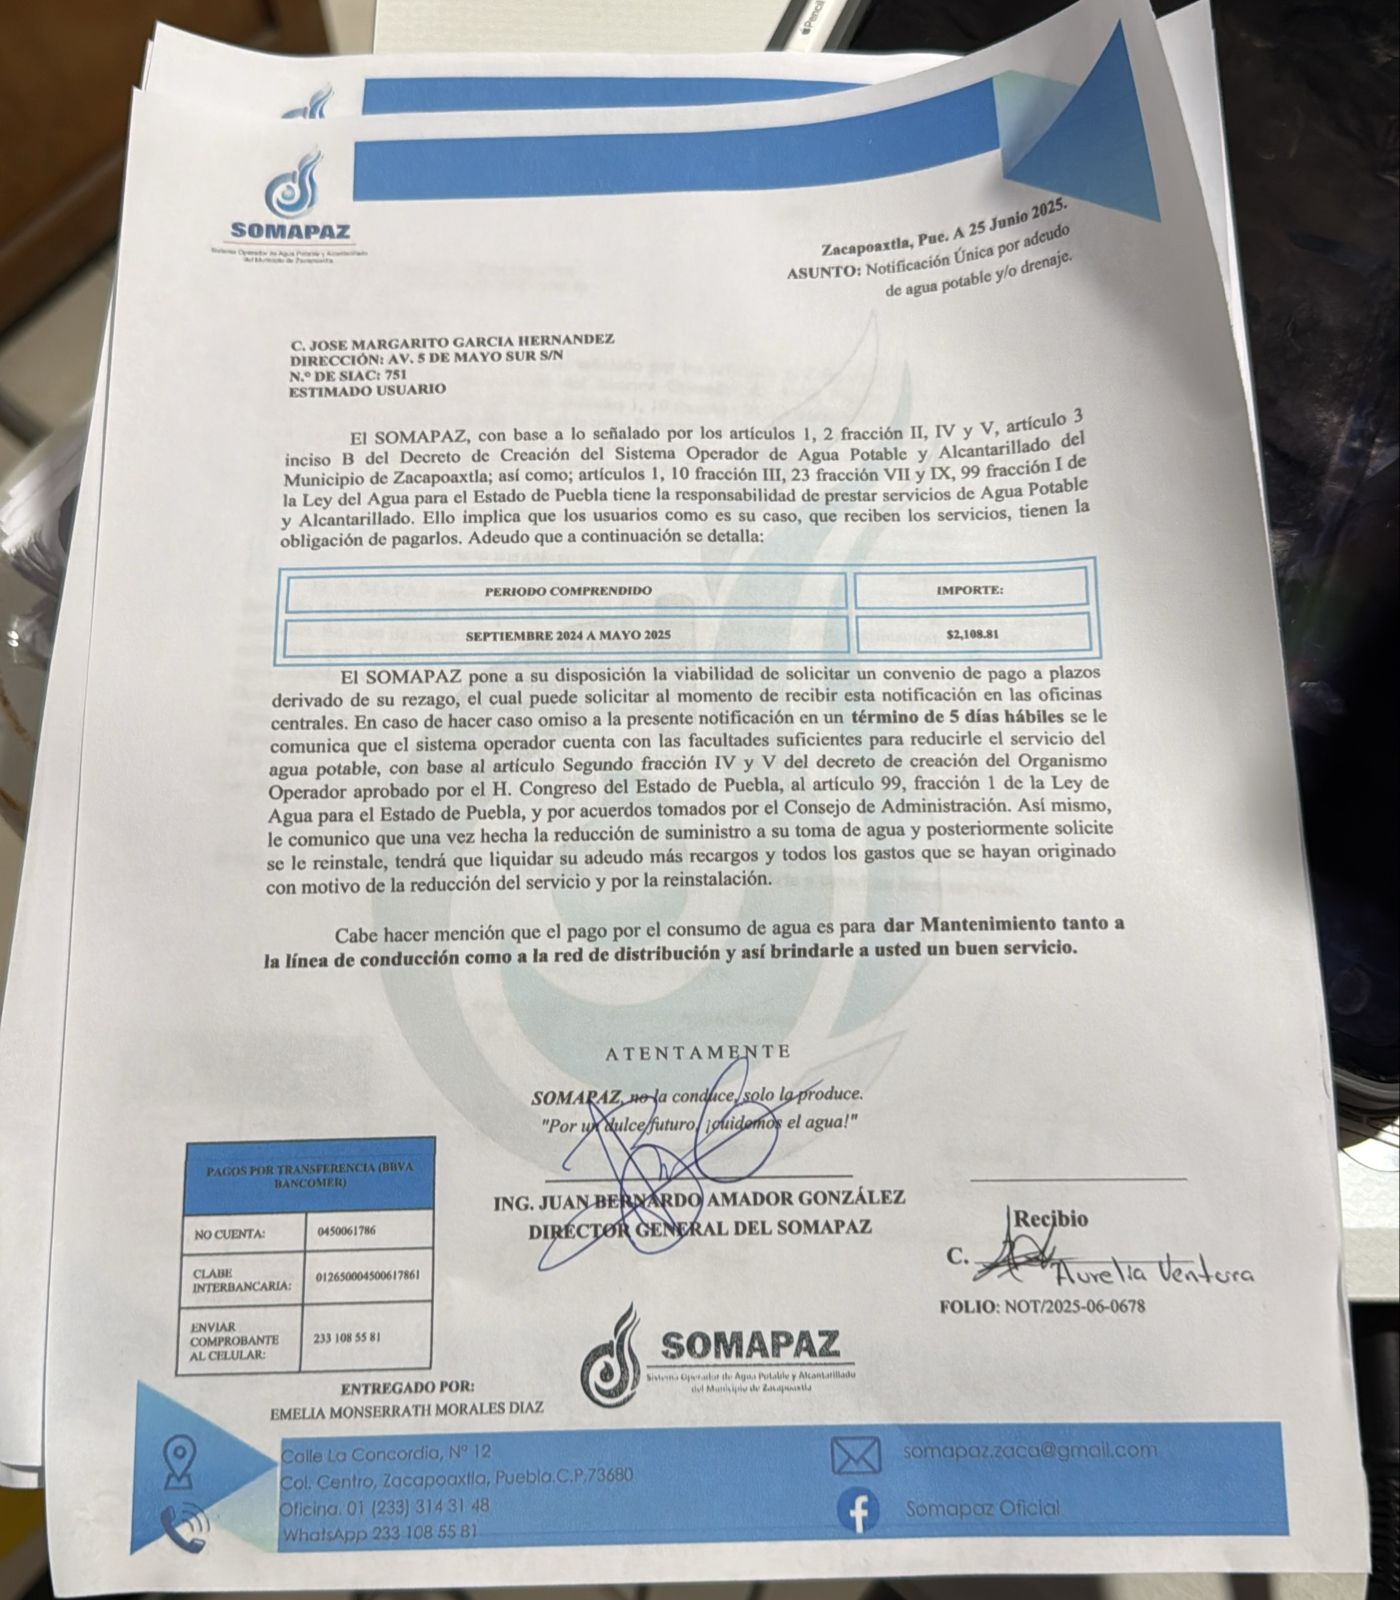 Pencil
SOMAPAZ
Sistema Operador de Agua Potable y Alcantarillado
del Municipio de Zacapoaxtla
Zacapoaxtla, Pue. A 25 Junio 2025.
ASUNTO: Notificación Única por adeudo
de agua potable y/o drenaje.
C. JOSE MARGARITO GARCIA HERNANDEZ
DIRECCIÓN: AV. 5 DE MAYO SUR S/N
N.º DE SIAC: 751
ESTIMADO USUARIO
El SOMAPAZ, con base a lo señalado por los artículos 1, 2 fracción II, IV y V, artículo 3
inciso B del Decreto de Creación del Sistema Operador de Agua Potable y Alcantarillado del
Municipio de Zacapoaxtla; así como; artículos 1, 10 fracción III, 23 fracción VII y IX, 99 fracción I de
la Ley del Agua para el Estado de Puebla tiene la responsabilidad de prestar servicios de Agua Potable
y Alcantarillado. Ello implica que los usuarios como es su caso, que reciben los servicios, tienen la
obligación de pagarlos. Adeudo que a continuación se detalla:
PERIODO COMPRENDIDO IMPORTE:
SEPTIEMBRE 2024 A MAYO 2025 $2,108.81
El SOMAPAZ pone a su disposición la viabilidad de solicitar un convenio de pago a plazos
derivado de su rezago, el cual puede solicitar al momento de recibir esta notificación en las oficinas
centrales. En caso de hacer caso omiso a la presente notificación en un término de 5 días hábiles se le
comunica que el sistema operador cuenta con las facultades suficientes para reducirle el servicio del
agua potable, con base al artículo Segundo fracción IV y V del decreto de creación del Organismo
Operador aprobado por el H. Congreso del Estado de Puebla, al artículo 99, fracción 1 de la Ley de
Agua para el Estado de Puebla, y por acuerdos tomados por el Consejo de Administración. Así mismo,
le comunico que una vez hecha la reducción de suministro a su toma de agua y posteriormente solicite
se le reinstale, tendrá que liquidar su adeudo más recargos y todos los gastos que se hayan originado
con motivo de la reducción del servicio y por la reinstalación.
Cabe hacer mención que el pago por el consumo de agua es para dar Mantenimiento tanto a
la línea de conducción como a la red de distribución y así brindarle a usted un buen servicio.
ATENTAMENTE
SOMAPAZ, no la conduce, solo la produce.
"Por un dulce futuro, ¡cuidemos el agua!"
ING. JUAN BERNARDO AMADOR GONZÁLEZ
DIRECTOR GENERAL DEL SOMAPAZ
Recibio
C. Aurelia Ventura
FOLIO: NOT/2025-06-0678
PAGOS POR TRANSFERENCIA (BBVA
BANCOMER)
NO CUENTA: 0450061786
CLABE
INTERBANCARIA: 012650004500617861
ENVIAR
COMPROBANTE
AL CELULAR: 233 108 55 81
ENTREGADO POR:
EMELIA MONSERRATH MORALES DIAZ
SOMAPAZ
Sistema Operador de Agua Potable y Alcantarillado
del Municipio de Zacapoaxtla
Calle La Concordia, Nº 12
Col. Centro, Zacapoaxtla, Puebla.C.P.73680
Oficina. 01 (233) 314 31 48
WhatsApp 233 108 55 81
somapaz.zaca@gmail.com
Somapaz Oficial